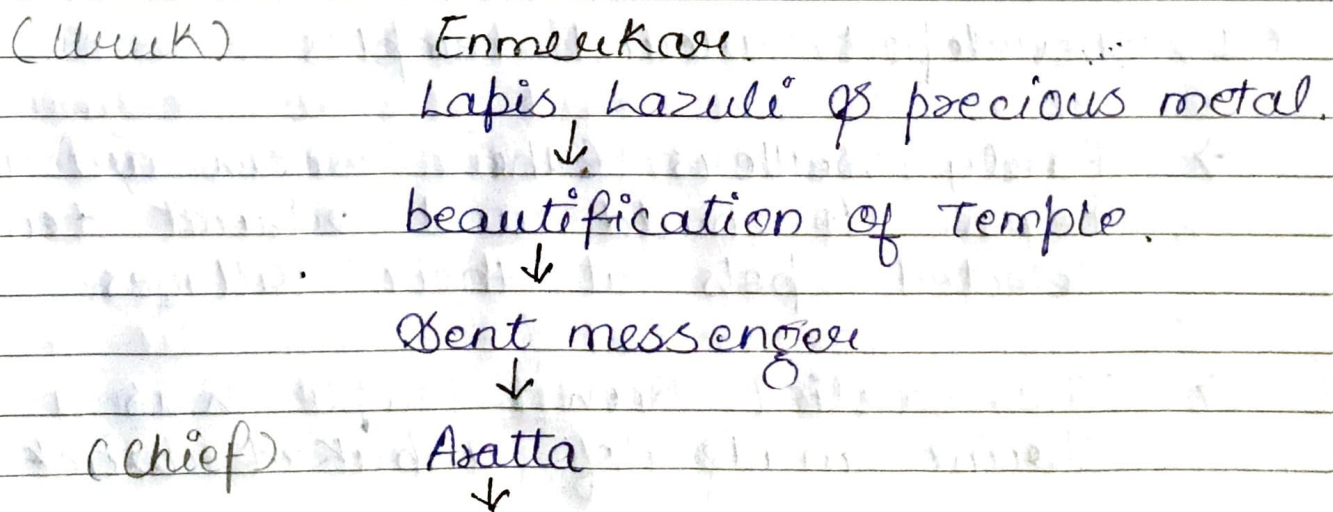 (Uruk) Enmerkar.
Lapis Lazuli & precious metal.
↓
beautification of Temple.
↓
Sent messenger
↓
(Chief) Aratta
↓